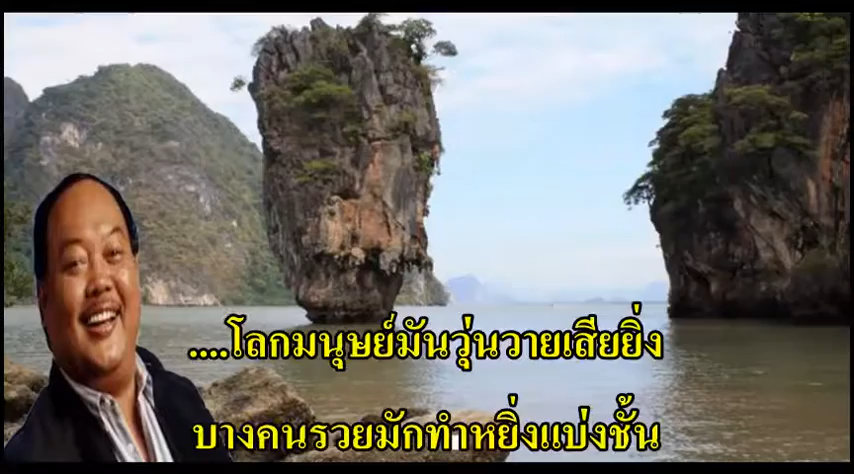 ....โลกมนุษย์มันวุ่นวายเสียยิ่ง
บางคนรวยมักทำหยิ่งแบ่งชั้น